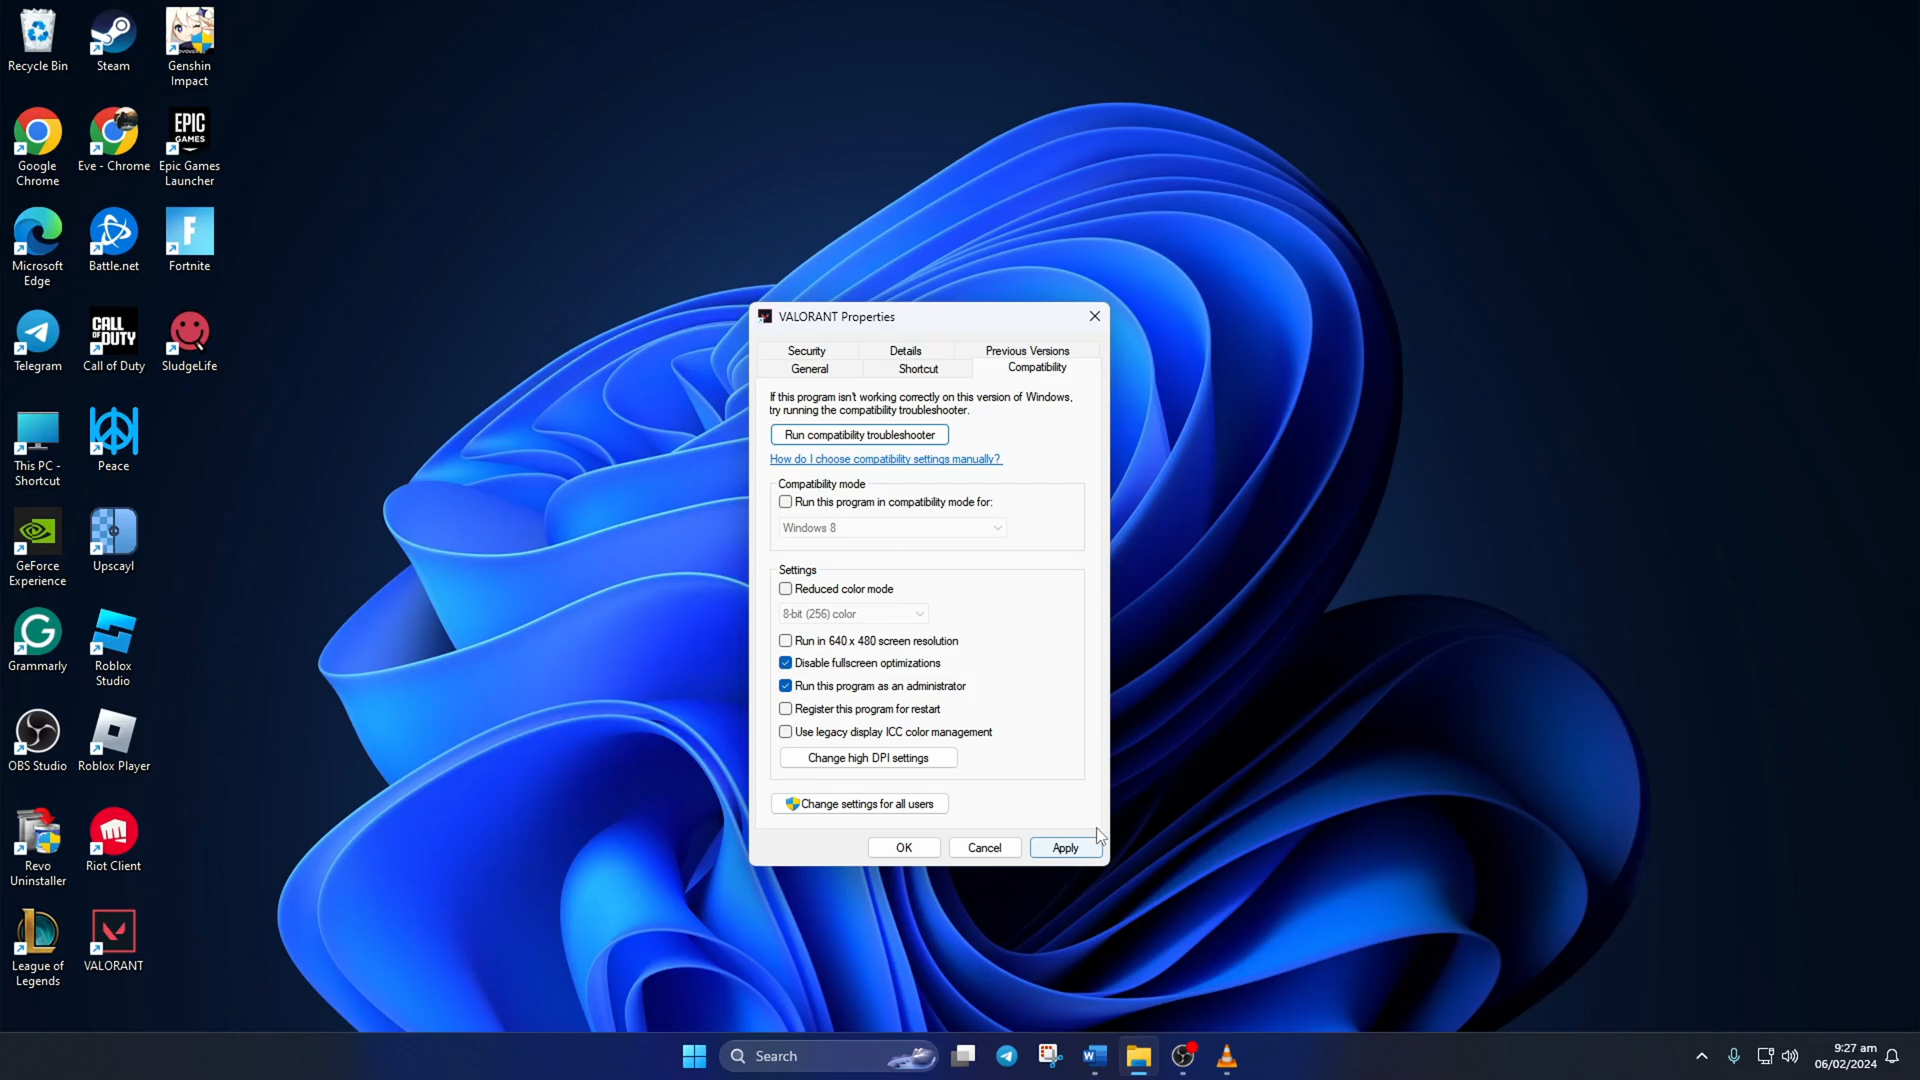 Recycle Bin
Steam
Genshin
Impact
Google
Chrome
Eve - Chrome
EPIC
GAMES
Epic Games
Launcher
Microsoft
Edge
Battle.net
F
Fortnite
Telegram
CALL OF
DUTY
Call of Duty
SludgeLife
This PC -
Shortcut
Peace
GeForce
Experience
Upscayl
Grammarly
Roblox
Studio
OBS Studio
Roblox Player
Revo
Uninstaller
Riot Client
League of
Legends
VALORANT
VALORANT Properties
Security
Details
Previous Versions
General
Shortcut
Compatibility
If this program isn't working correctly on this version of Windows,
try running the compatibility troubleshooter.
Run compatibility troubleshooter
How do I choose compatibility settings manually?
Compatibility mode
Run this program in compatibility mode for:
Windows 8
Settings
Reduced color mode
8-bit (256) color
Run in 640 x 480 screen resolution
Disable fullscreen optimizations
Run this program as an administrator
Register this program for restart
Use legacy display ICC color management
Change high DPI settings
Change settings for all users
OK
Cancel
Apply
Search
9:27 am
06/02/2024